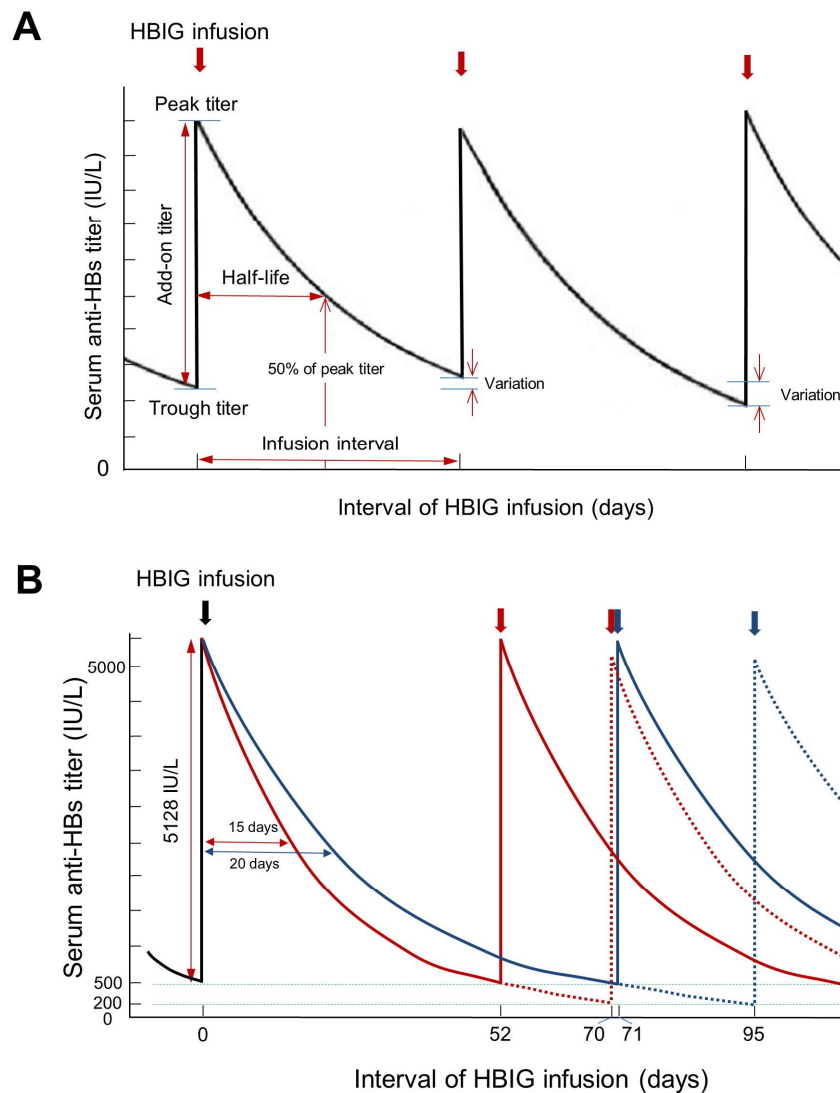 A
HBIG infusion
Peak titer
Serum anti-HBs titer (IU/L)
Add-on titer
Half-life
50% of peak titer
Variation
Variation
Trough titer
Infusion interval
0
Interval of HBIG infusion (days)
B
HBIG infusion
Serum anti-HBs titer (IU/L)
5000
5128 IU/L
15 days
20 days
500
200
0
0
52
70
71
95
Interval of HBIG infusion (days)